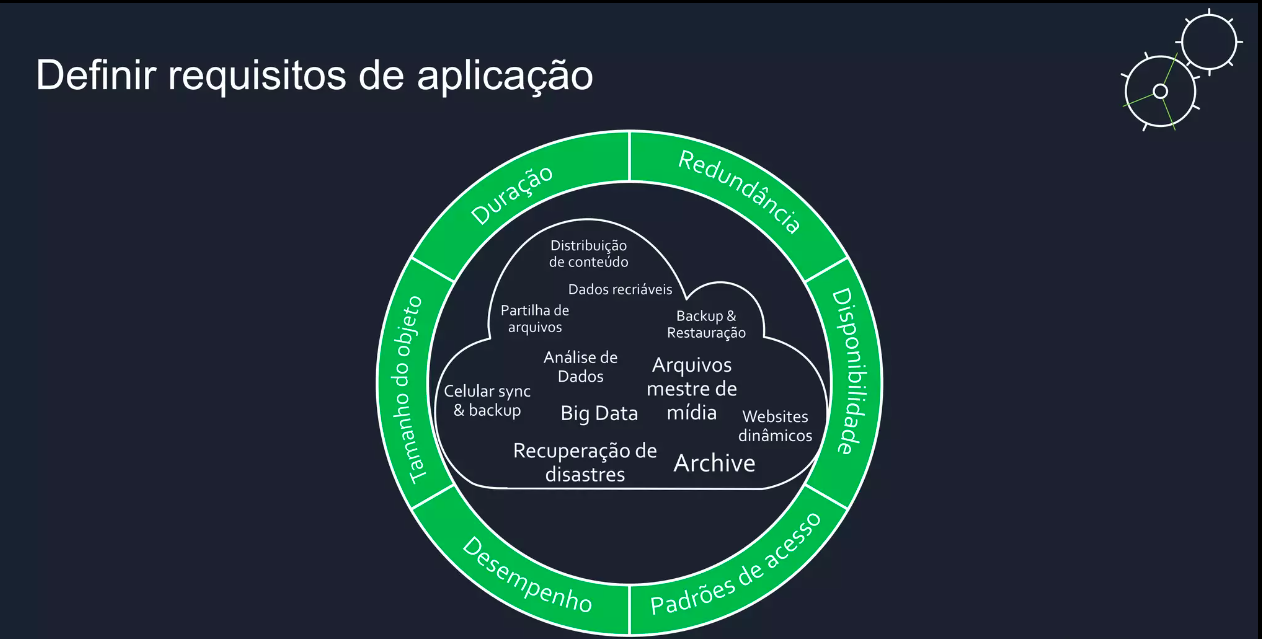 Definir requisitos de aplicação
Duração
Redundância
Disponibilidade
Padrões de acesso
Desempenho
Tamanho do objeto
Distribuição
de conteúdo
Dados recriáveis
Partilha de
arquivos
Backup &
Restauração
Análise de
Dados
Arquivos
mestre de
mídia
Celular sync
& backup
Big Data
Websites
dinâmicos
Recuperação de
disastres
Archive